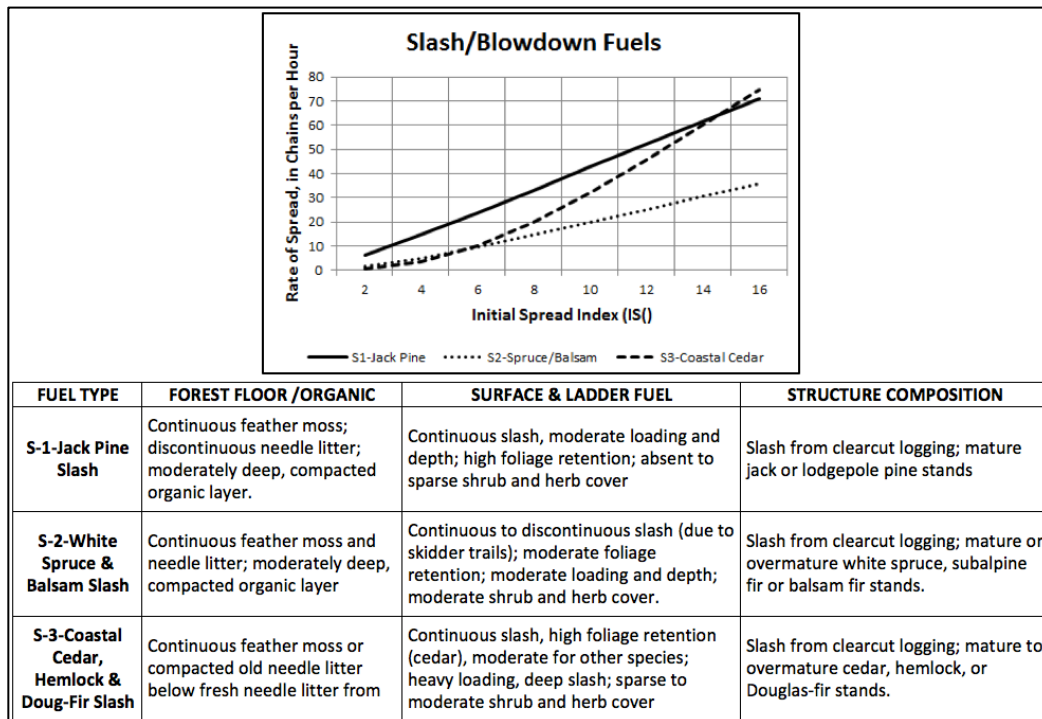 Slash/Blowdown Fuels
Rate of Spread, in Chains per Hour
80
70
60
50
40
30
20
10
0
2 4 6 8 10 12 14 16
Initial Spread Index (IS()
S1-Jack Pine S2-Spruce/Balsam S3-Coastal Cedar
FUEL TYPE FOREST FLOOR /ORGANIC SURFACE & LADDER FUEL STRUCTURE COMPOSITION
S-1-Jack Pine
Slash
Continuous feather moss;
discontinuous needle litter;
moderately deep, compacted
organic layer.
Continuous slash, moderate loading and
depth; high foliage retention; absent to
sparse shrub and herb cover
Slash from clearcut logging; mature
jack or lodgepole pine stands
S-2-White
Spruce &
Balsam Slash
Continuous feather moss and
needle litter; moderately deep,
compacted organic layer
Continuous to discontinuous slash (due to
skidder trails); moderate foliage
retention; moderate loading and depth;
moderate shrub and herb cover.
Slash from clearcut logging; mature or
overmature white spruce, subalpine
fir or balsam fir stands.
S-3-Coastal
Cedar,
Hemlock &
Doug-Fir Slash
Continuous feather moss or
compacted old needle litter
below fresh needle litter from
Continuous slash, high foliage retention
(cedar), moderate for other species;
heavy loading, deep slash; sparse to
moderate shrub and herb cover
Slash from clearcut logging; mature to
overmature cedar, hemlock, or
Douglas-fir stands.